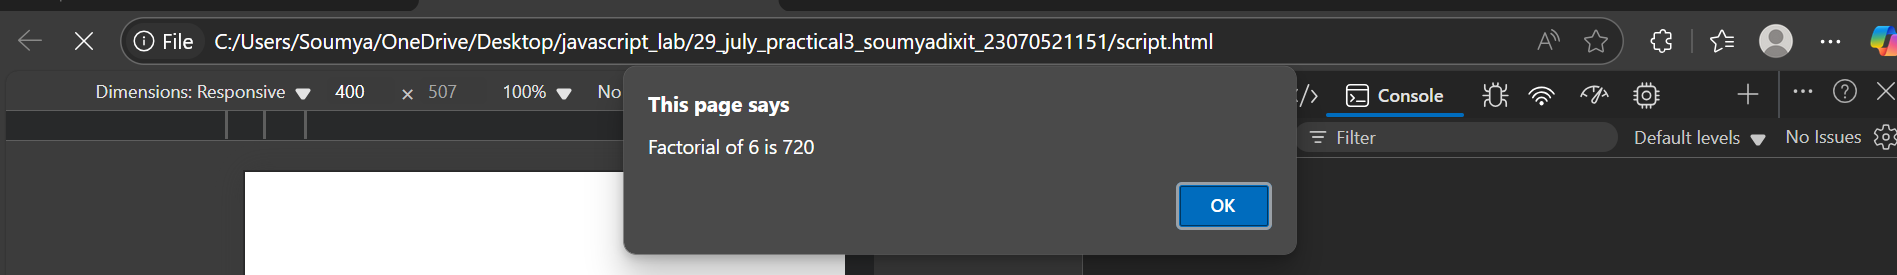 File C:/Users/Soumya/OneDrive/Desktop/javascript_lab/29_july_practical3_soumyadixit_23070521151/script.html
Dimensions: Responsive 400 × 507 100% No
Console
This page says
Factorial of 6 is 720
OK
Filter Default levels No Issues